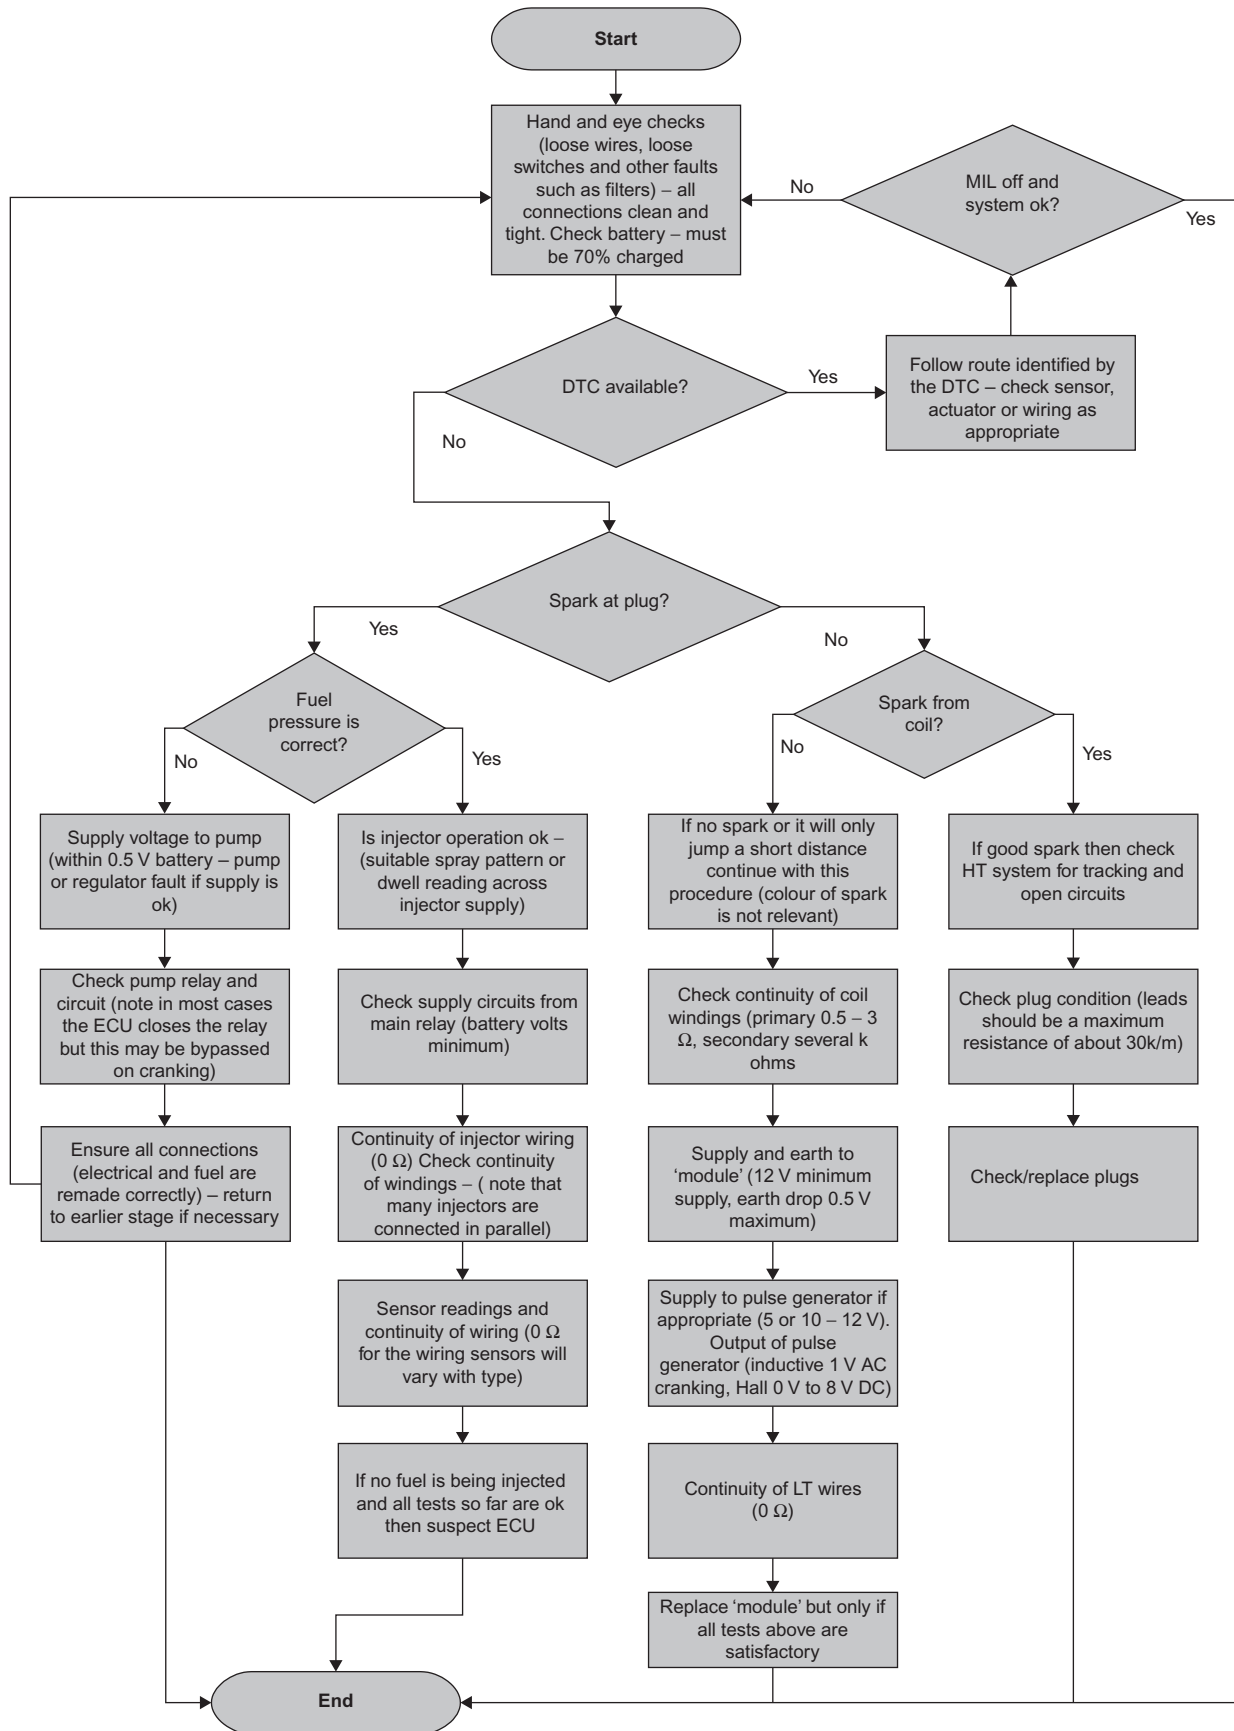 Start
Hand and eye checks
(loose wires, loose
switches and other faults
such as filters) – all
connections clean and
tight. Check battery – must
be 70% charged
No
MIL off and
system ok?
Yes
DTC available?
Yes
Follow route identified by
the DTC – check sensor,
actuator or wiring as
appropriate
No
Spark at plug?
Yes
No
Fuel
pressure is
correct?
Spark from
coil?
No
Yes
No
Yes
Supply voltage to pump
(within 0.5 V battery – pump
or regulator fault if supply is
ok)
Is injector operation ok –
(suitable spray pattern or
dwell reading across
injector supply)
If no spark or it will only
jump a short distance
continue with this
procedure (colour of spark
is not relevant)
If good spark then check
HT system for tracking and
open circuits
Check pump relay and
circuit (note in most cases
the ECU closes the relay
but this may be bypassed
on cranking)
Check supply circuits from
main relay (battery volts
minimum)
Check continuity of coil
windings (primary 0.5 – 3
Ω, secondary several k
ohms
Check plug condition (leads
should be a maximum
resistance of about 30k/m)
Ensure all connections
(electrical and fuel are
remade correctly) – return
to earlier stage if necessary
Continuity of injector wiring
(0 Ω) Check continuity
of windings – ( note that
many injectors are
connected in parallel)
Supply and earth to
‘module’ (12 V minimum
supply, earth drop 0.5 V
maximum)
Check/replace plugs
Sensor readings and
continuity of wiring (0 Ω
for the wiring sensors will
vary with type)
Supply to pulse generator if
appropriate (5 or 10 – 12 V).
Output of pulse
generator (inductive 1 V AC
cranking, Hall 0 V to 8 V DC)
If no fuel is being injected
and all tests so far are ok
then suspect ECU
Continuity of LT wires
(0 Ω)
Replace ‘module’ but only if
all tests above are
satisfactory
End